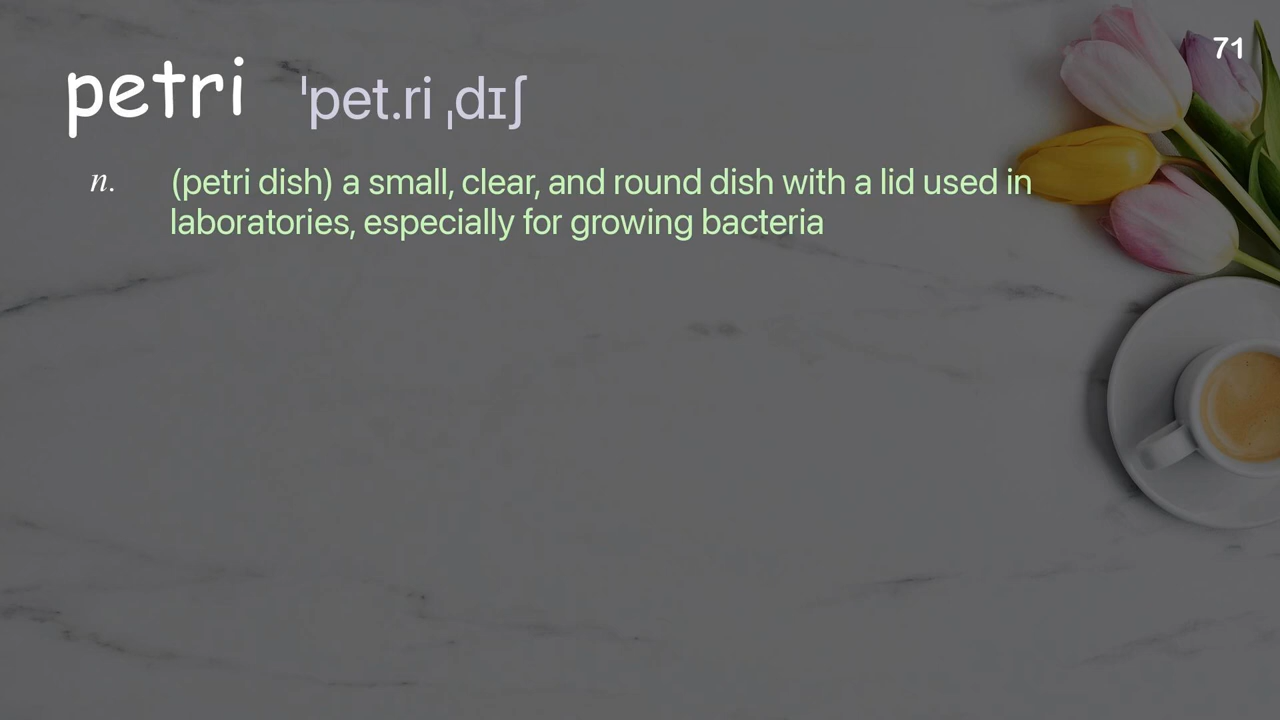 71
petri ˈpet.ri ˌdɪʃ
n. (petri dish) a small, clear, and round dish with a lid used in
laboratories, especially for growing bacteria